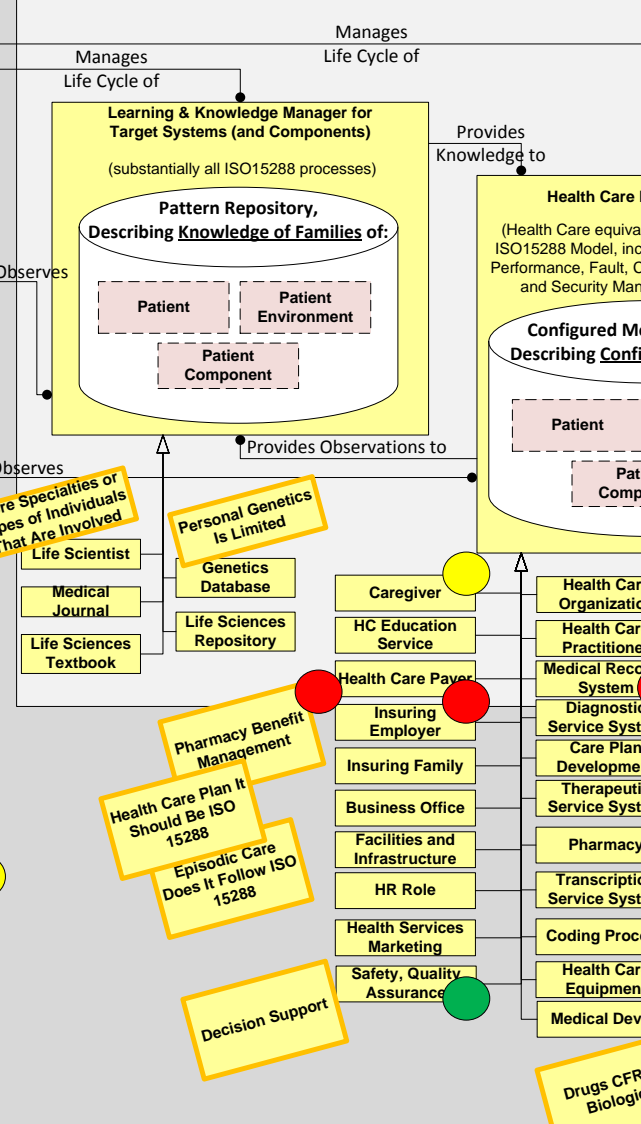 Manages
Life Cycle of
Manages
Life Cycle of
Learning & Knowledge Manager for
Target Systems (and Components)
(substantially all ISO15288 processes)
Provides
Knowledge to
Pattern Repository,
Describing Knowledge of Families of:
Patient
Patient
Environment
Patient
Component
Observes
Health Care
(Health Care equiva
ISO15288 Model, inc
Performance, Fault, C
and Security Man
Configured Mo
Describing Confi
Patient
Pat
Comp
Provides Observations to
Observes
re Specialties or
pes of Individuals
That Are Involved
Personal Genetics
Is Limited
Life Scientist
Medical
Journal
Life Sciences
Textbook
Genetics
Database
Life Sciences
Repository
Caregiver
HC Education
Service
Health Care Payer
Insuring
Employer
Insuring Family
Business Office
Facilities and
Infrastructure
HR Role
Health Services
Marketing
Safety, Quality
Assurance
Health Car
Organizatio
Health Car
Practitione
Medical Reco
System
Diagnostic
Service Syst
Care Plan
Developme
Therapeuti
Service Syst
Pharmacy
Transcriptio
Service Syst
Coding Proc
Health Car
Equipmen
Medical Dev
Pharmacy Benefit
Management
Health Care Plan It
Should Be ISO
15288
Episodic Care
Does It Follow ISO
15288
Decision Support
Drugs CFR
Biologi